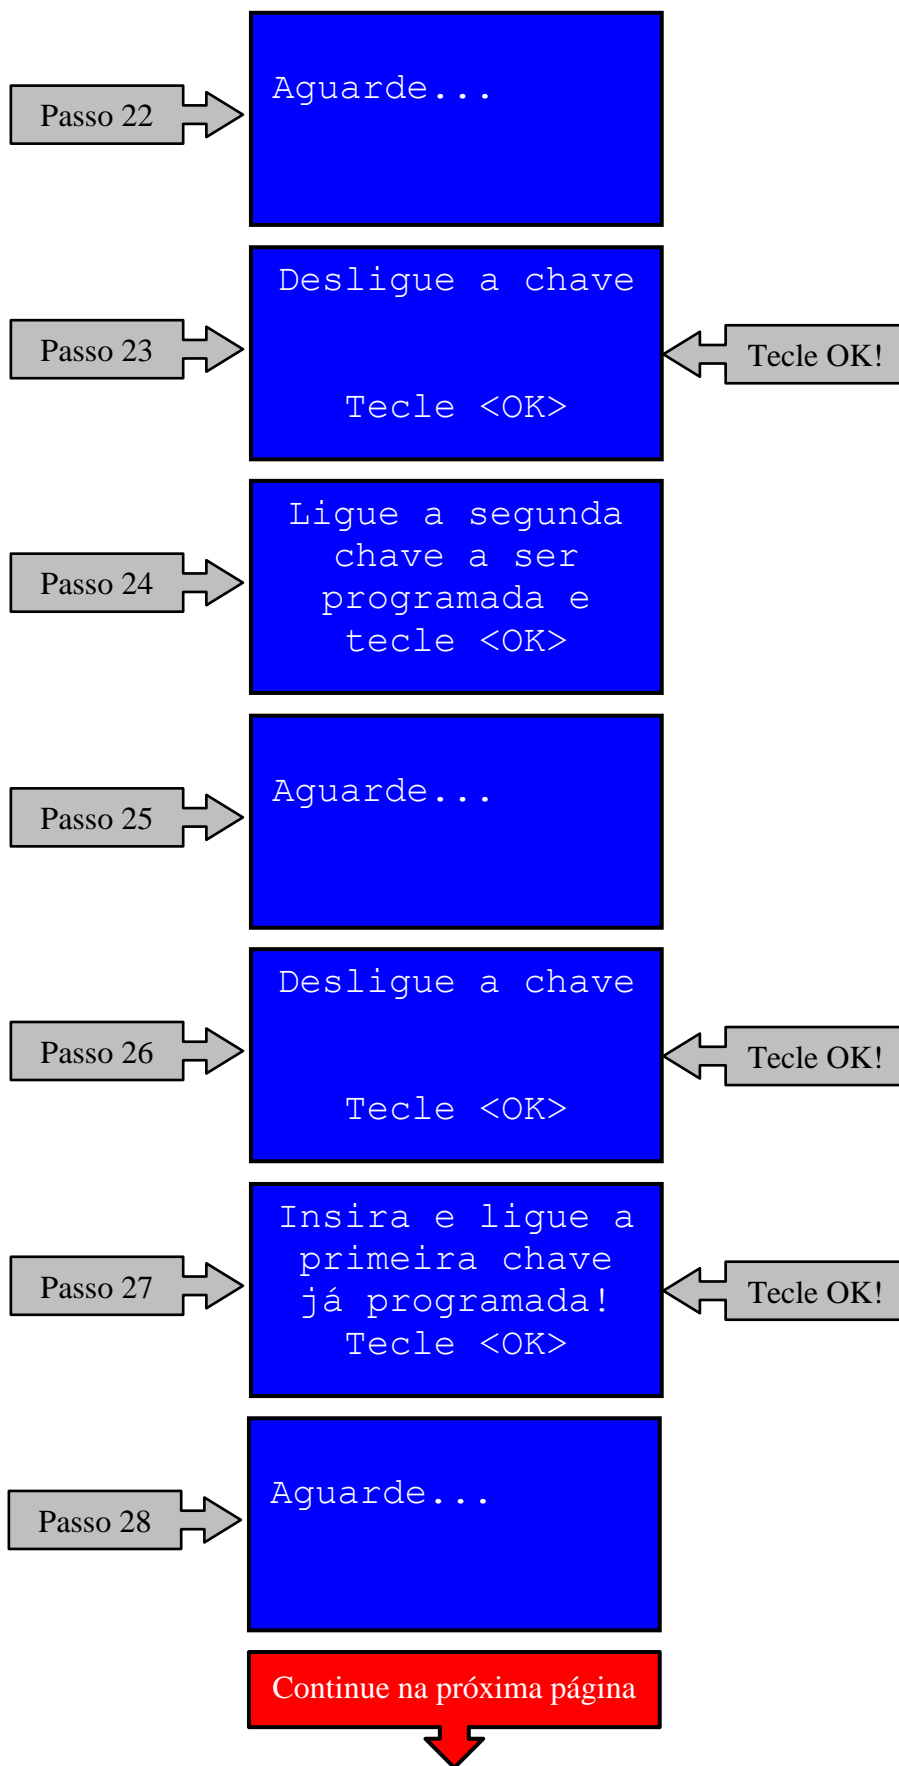 Passo 22
Aguarde...
Passo 23
Desligue a chave
Tecle <OK>
Tecle OK!
Passo 24
Ligue a segunda
chave a ser
programada e
tecle <OK>
Passo 25
Aguarde...
Passo 26
Desligue a chave
Tecle <OK>
Tecle OK!
Passo 27
Insira e ligue a
primeira chave
já programada!
Tecle <OK>
Tecle OK!
Passo 28
Aguarde...
Continue na próxima página